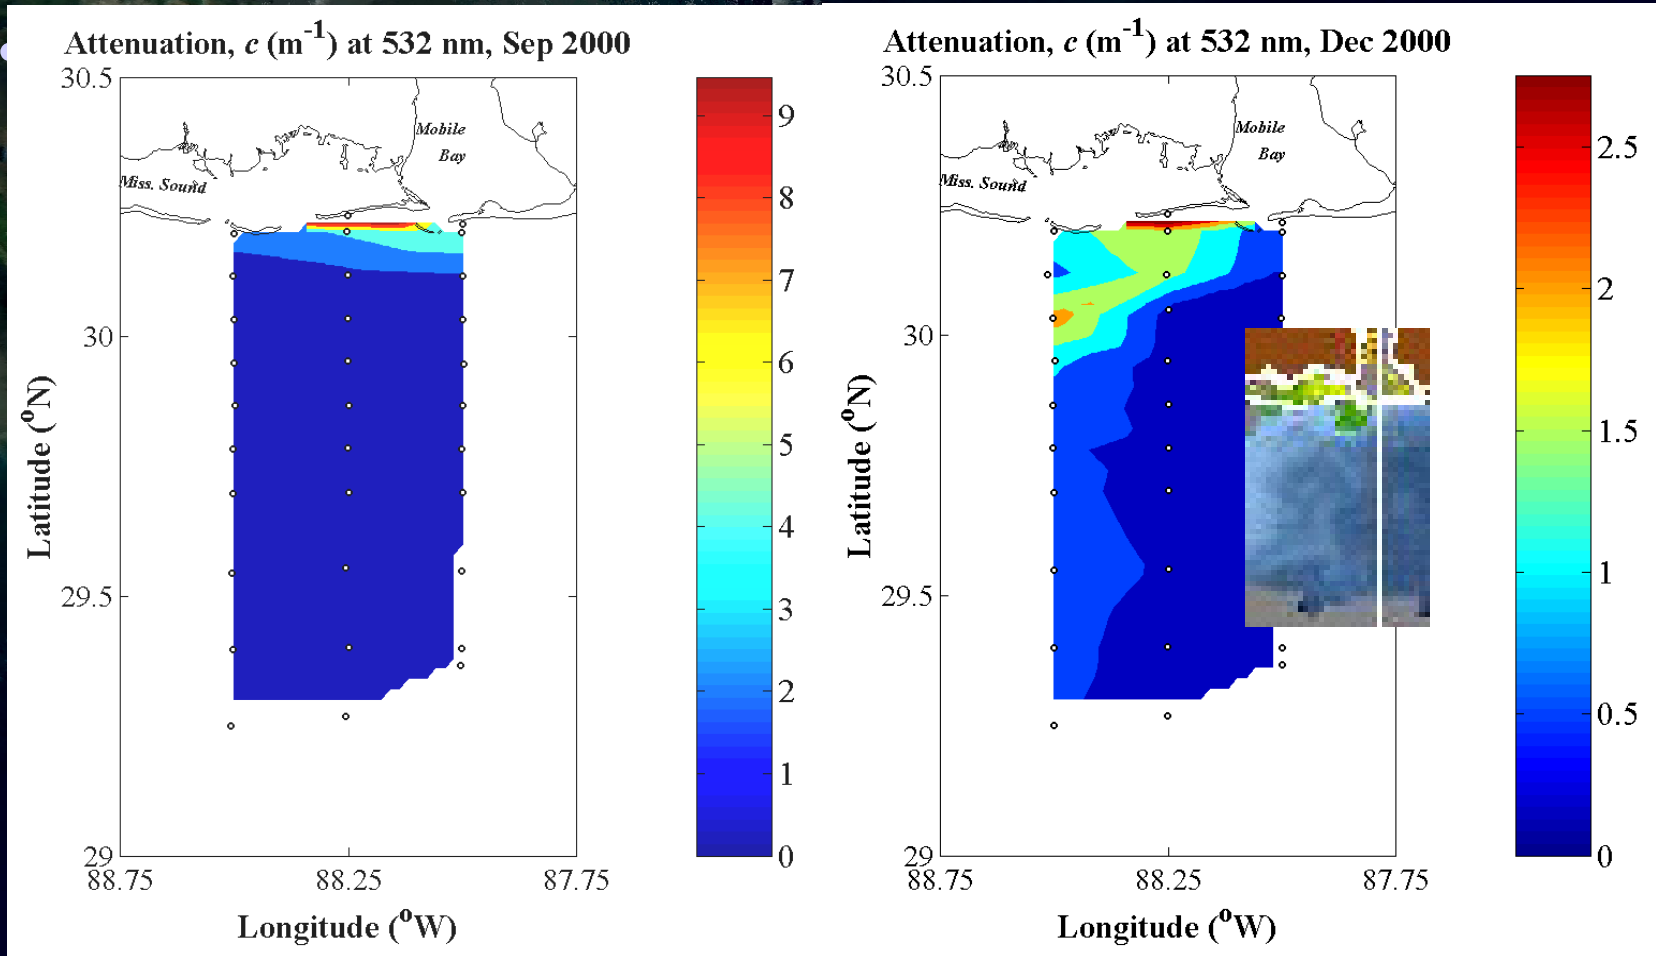 Attenuation, c (m-1) at 532 nm, Sep 2000
30.5
30
29.5
29
88.75
88.25
87.75
Latitude (oN)
Longitude (oW)
Mobile
Bay
Miss. Sound
9
8
7
6
5
4
3
2
1
0
Attenuation, c (m-1) at 532 nm, Dec 2000
30.5
30
29.5
29
88.75
88.25
87.75
Latitude (oN)
Longitude (oW)
Mobile
Bay
Miss. Sound
2.5
2
1.5
1
0.5
0